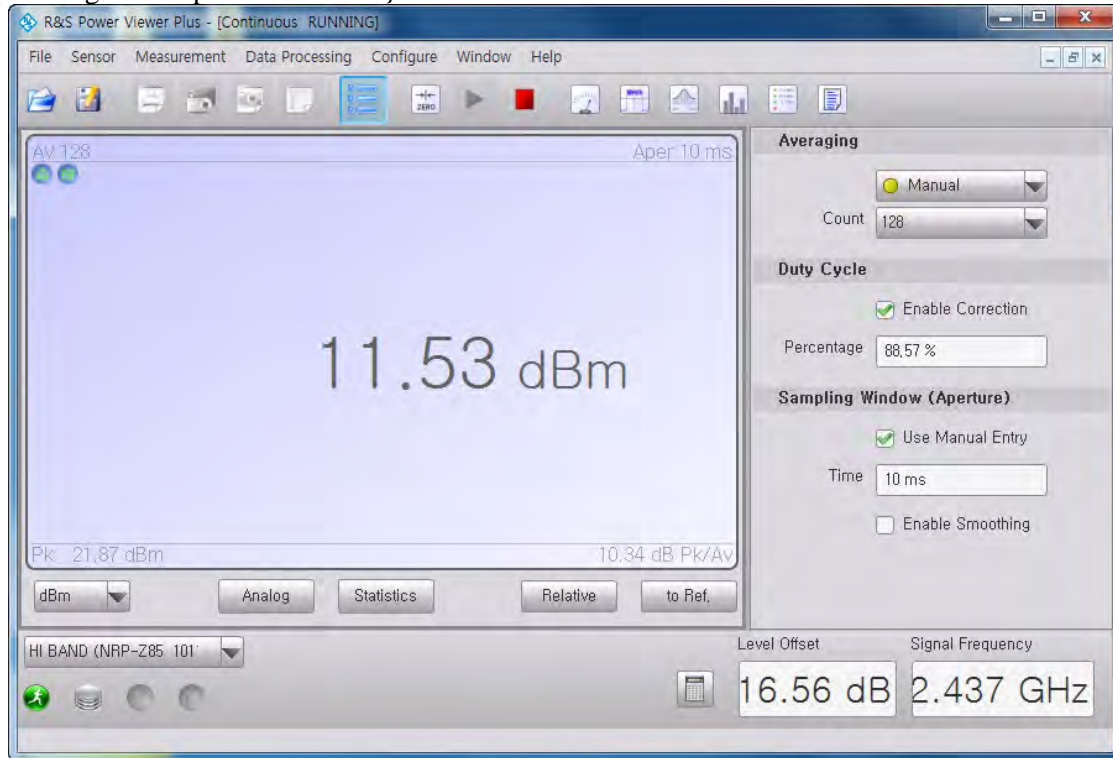 R&S Power Viewer Plus - [Continuous RUNNING]
File Sensor Measurement Data Processing Configure Window Help
ZERO
AV 128 Aper 10 ms
11.53 dBm
Pk 21,87 dBm 10,34 dB Pk/Av
dBm Analog Statistics Relative to Ref,
Averaging
Manual
Count 128
Duty Cycle
Enable Correction
Percentage 88,57 %
Sampling Window (Aperture)
Use Manual Entry
Time 10 ms
Enable Smoothing
HI BAND (NRP-Z85 101
Level Offset Signal Frequency
16.56 dB 2.437 GHz